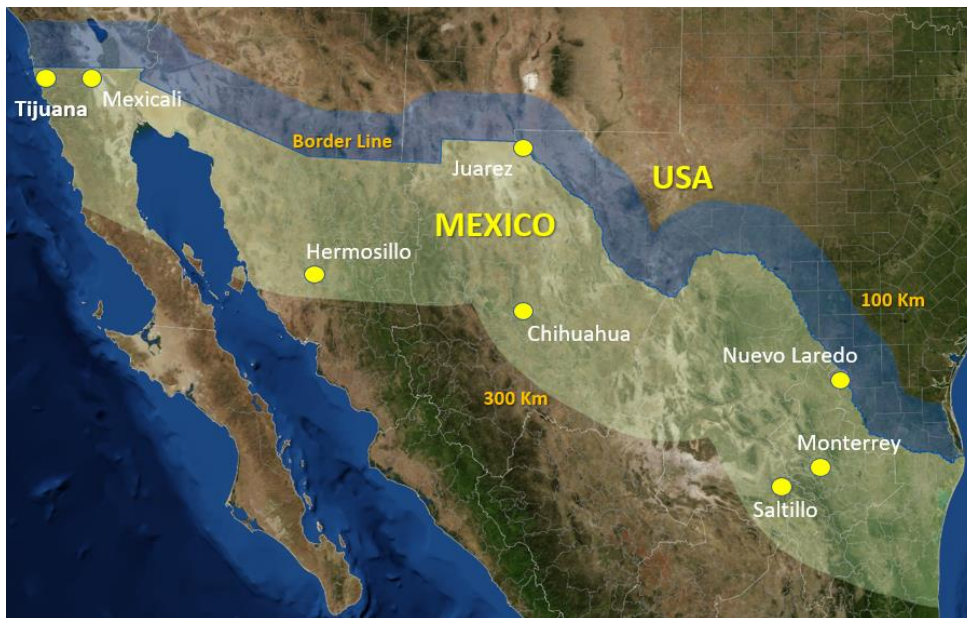 Tijuana
Mexicali
Border Line
Juarez
USA
MEXICO
Hermosillo
100 Km
Chihuahua
Nuevo Laredo
300 Km
Monterrey
Saltillo